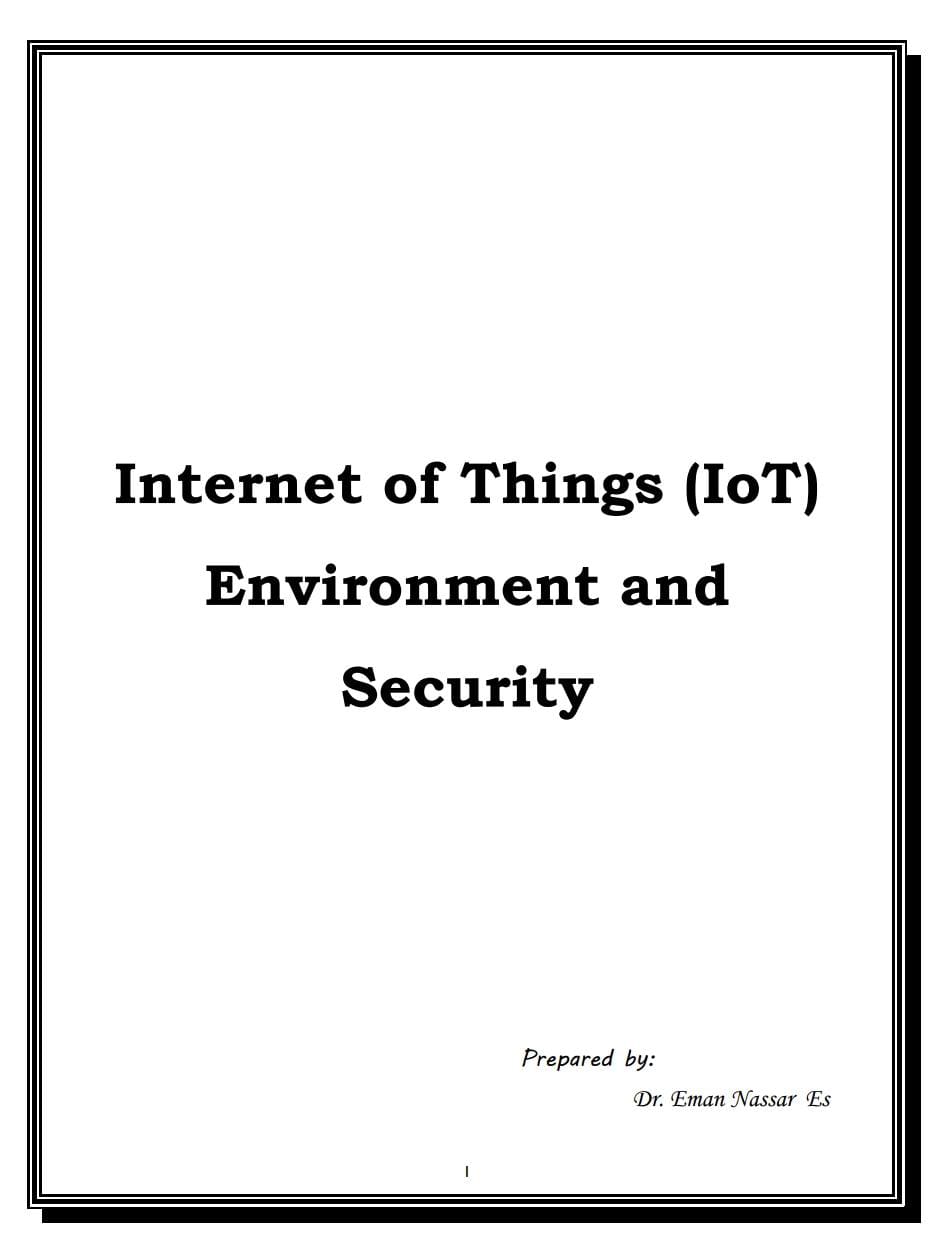 Internet of Things (IoT)
Environment and
Security
Prepared by:
Dr. Eman Nassar Es
I